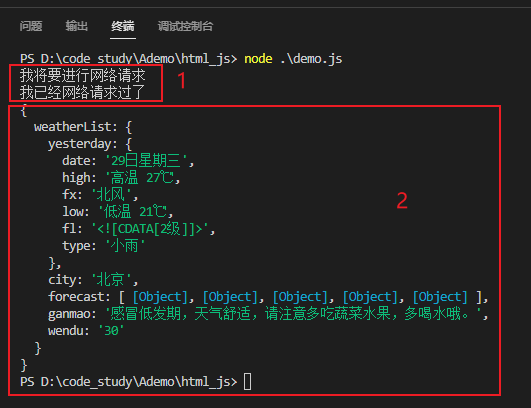 问题 输出 终端 调试控制台
PS D:\code_study\Ademo\html_js> node .\demo.js
我将要进行网络请求
我已经网络请求过了
1
{
  weatherList: {
    yesterday: {
      date: '29日星期三',
      high: '高温 27℃',
      fx: '北风',
      low: '低温 21℃',
      fl: '<![CDATA[2级]]>',
      type: '小雨'
    },
    city: '北京',
    forecast: [ [Object], [Object], [Object], [Object], [Object] ],
    ganmao: '感冒低发期，天气舒适，请注意多吃蔬菜水果，多喝水哦。',
    wendu: '30'
  }
}
2
PS D:\code_study\Ademo\html_js>